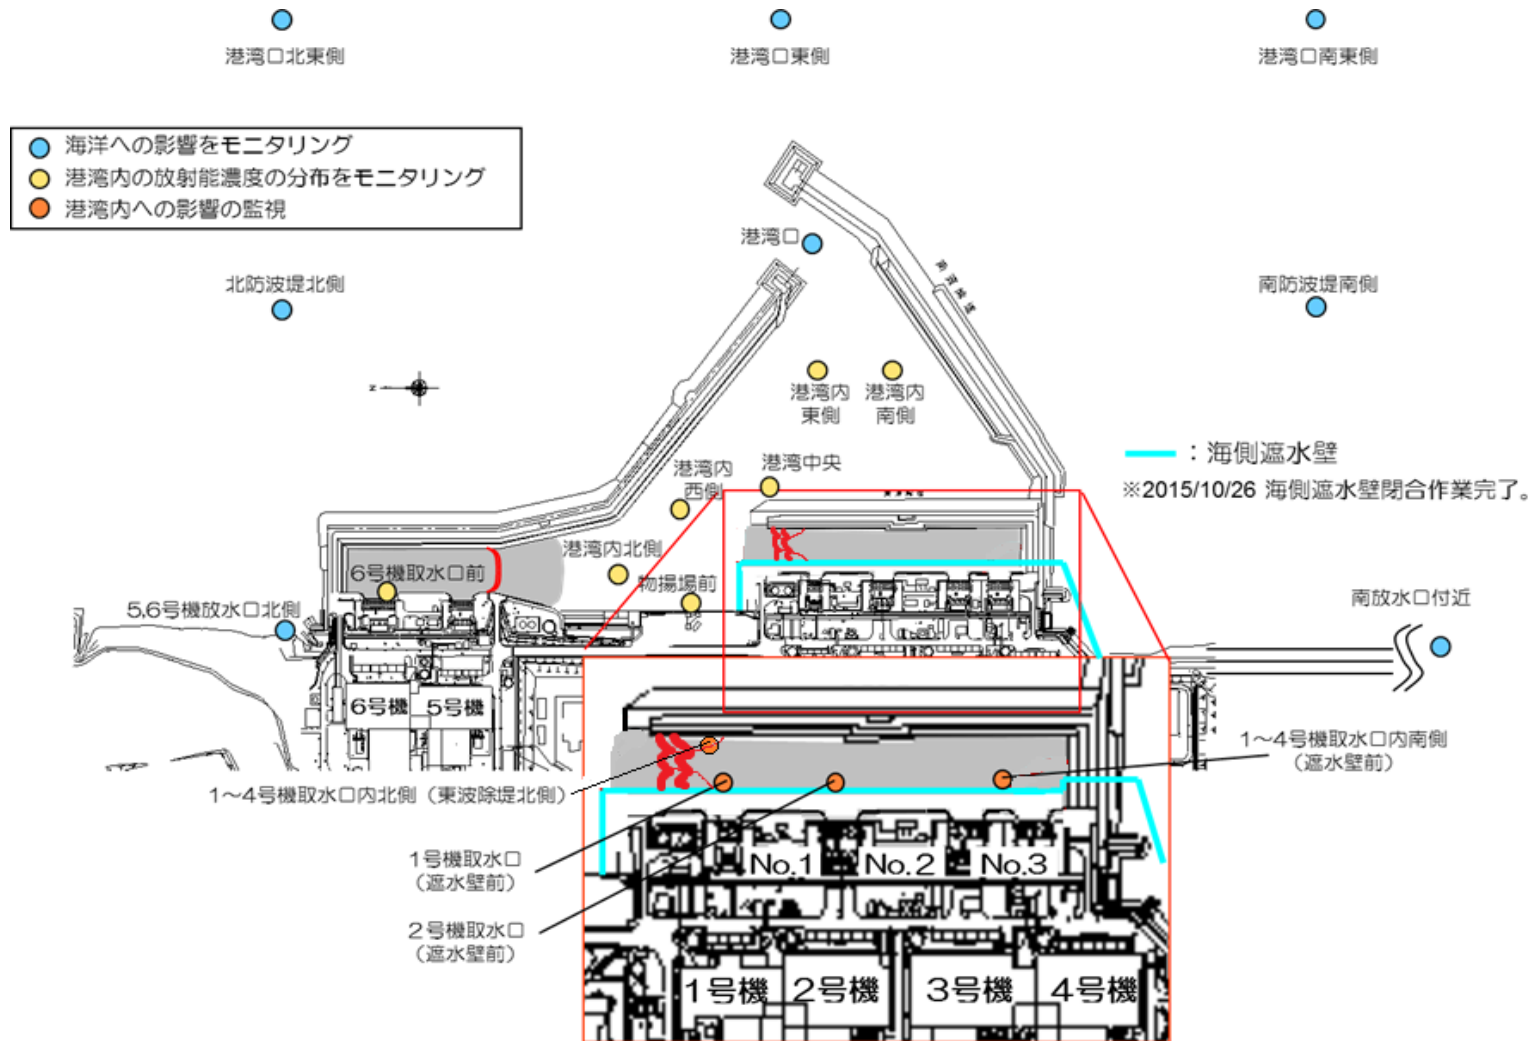 港湾口北東側
港湾口東側
港湾口南東側
海洋への影響をモニタリング
港湾内の放射能濃度の分布をモニタリング
港湾内への影響の監視
港湾口
北防波堤北側
南防波堤南側
N
港湾内
東側
港湾内
南側
:海側遮水壁
※2015/10/26 海側遮水壁閉合作業完了。
港湾中央
港湾内
西側
港湾内北側
物揚場前
6号機取水口前
5,6号機放水口北側
南放水口付近
6号機
5号機
1～4号機取水口内南側
(遮水壁前)
1～4号機取水口内北側（東波除堤北側）
1号機取水口
(遮水壁前)
2号機取水口
(遮水壁前)
No.1
No.2
No.3
1号機
2号機
3号機
4号機